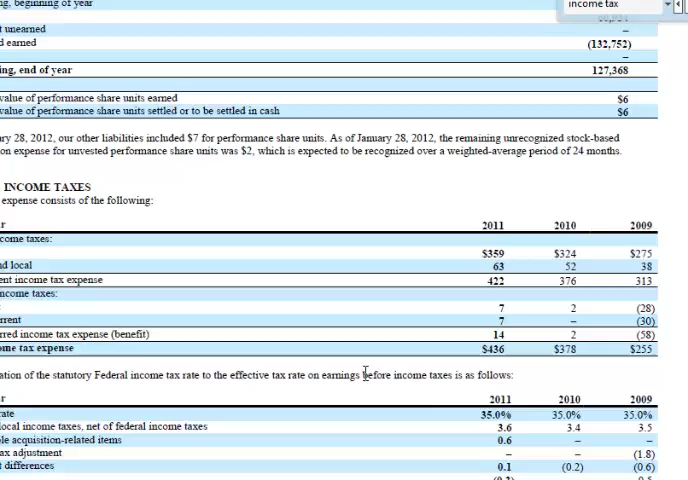 ng, beginning of year
income tax
t unearned –
d earned (132,752)
–
ing, end of year 127,368
value of performance share units earned $6
value of performance share units settled or to be settled in cash $6
ary 28, 2012, our other liabilities included $7 for performance share units. As of January 28, 2012, the remaining unrecognized stock-based
on expense for unvested performance share units was $2, which is expected to be recognized over a weighted-average period of 24 months.
INCOME TAXES
expense consists of the following:
r 2011 2010 2009
come taxes:
$359 $324 $275
nd local 63 52 38
ent income tax expense 422 376 313
ncome taxes:
7 2 (28)
rrent 7 – (30)
rred income tax expense (benefit) 14 2 (58)
ome tax expense $436 $378 $255
ation of the statutory Federal income tax rate to the effective tax rate on earnings before income taxes is as follows:
r 2011 2010 2009
rate 35.0% 35.0% 35.0%
local income taxes, net of federal income taxes 3.6 3.4 3.5
le acquisition-related items 0.6 – –
ax adjustment – – (1.8)
t differences 0.1 (0.2) (0.6)